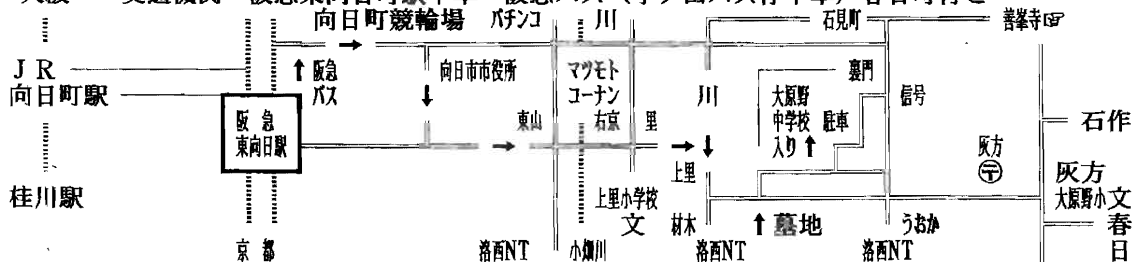 向日町競輪場 パチンコ 川 石見町 善峯寺☞
JR
向日町駅
阪急
バス
向日市市役所
マツモト
コーナン
右京
東山
里
川
裏門
大原野
中学校
入り
駐車
信号
石作
阪急
東向日駅
上里
灰方
〒
灰方
大原野小文
春
日
桂川駅
上里小学校
文
材木
墓地
うおか
京都
洛西NT
小畑川
洛西NT
洛西NT